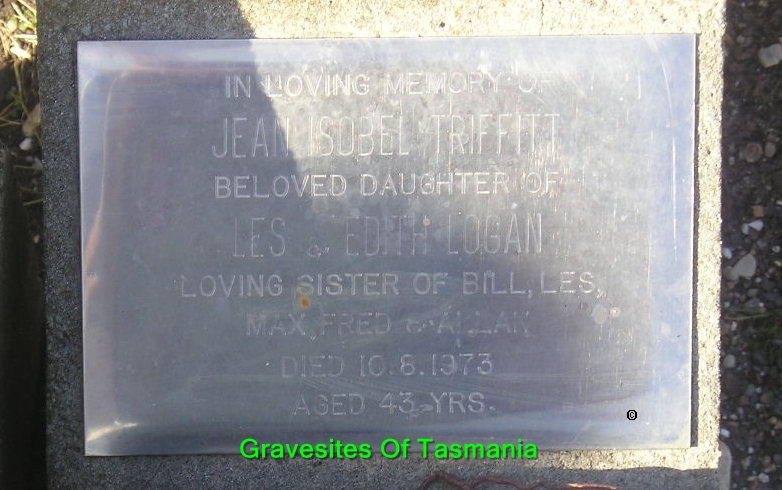 IN LOVING MEMORY OF
JEAN ISOBEL TRIFFITT
BELOVED DAUGHTER OF
LES & EDITH LOGAN
LOVING SISTER OF BILL, LES,
MAX, FRED & ALLAN
DIED 10.8.1973
AGED 43 YRS.
©
Gravesites Of Tasmania